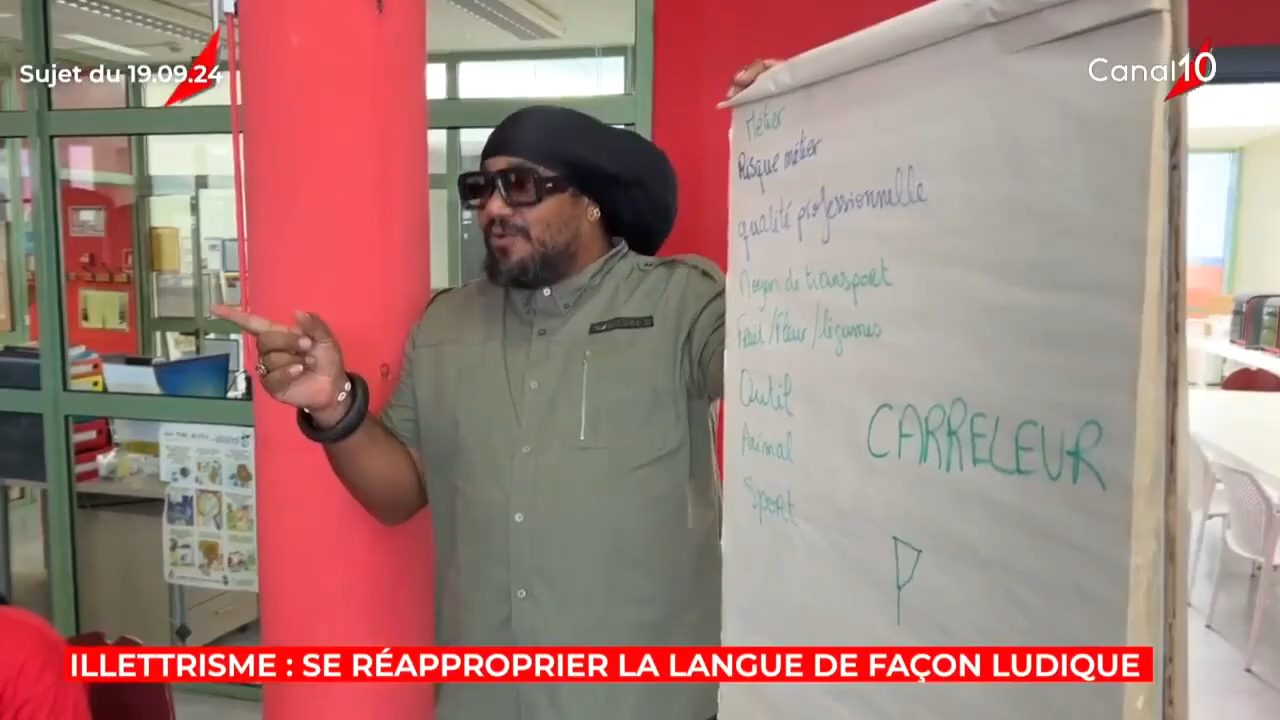 Sujet du 19.09.24
Canal10
Métier
Risque métier
qualité professionnelle
Moyen de transport
Fruit/Fleur/légumes
Outil
Animal
Sport
CARRELEUR
P
ILLETTRISME : SE RÉAPPROPRIER LA LANGUE DE FAÇON LUDIQUE